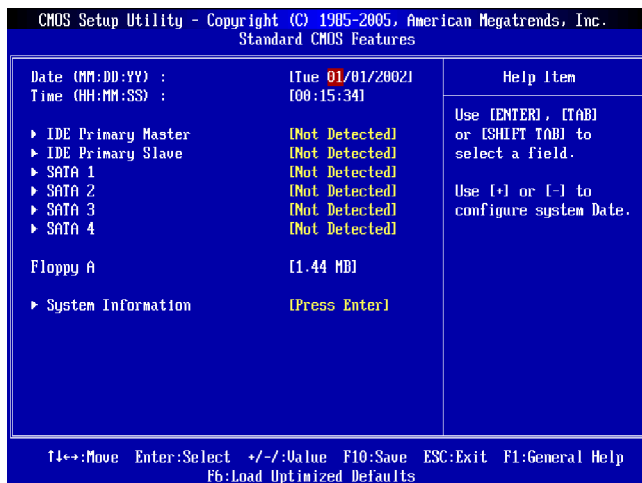 CMOS Setup Utility - Copyright (C) 1985-2005, American Megatrends, Inc.
Standard CMOS Features
Date (MM:DD:YY) : [Tue 01/01/2002]
Time (HH:MM:SS) : [00:15:34]
▶ IDE Primary Master [Not Detected]
▶ IDE Primary Slave [Not Detected]
▶ SATA 1 [Not Detected]
▶ SATA 2 [Not Detected]
▶ SATA 3 [Not Detected]
▶ SATA 4 [Not Detected]
Floppy A [1.44 MB]
▶ System Information [Press Enter]
Help Item
Use [ENTER], [TAB]
or [SHIFT TAB] to
select a field.
Use [+] or [-] to
configure system Date.
↑↓←→:Move Enter:Select +/-/:Value F10:Save ESC:Exit F1:General Help
F6:Load Optimized Defaults